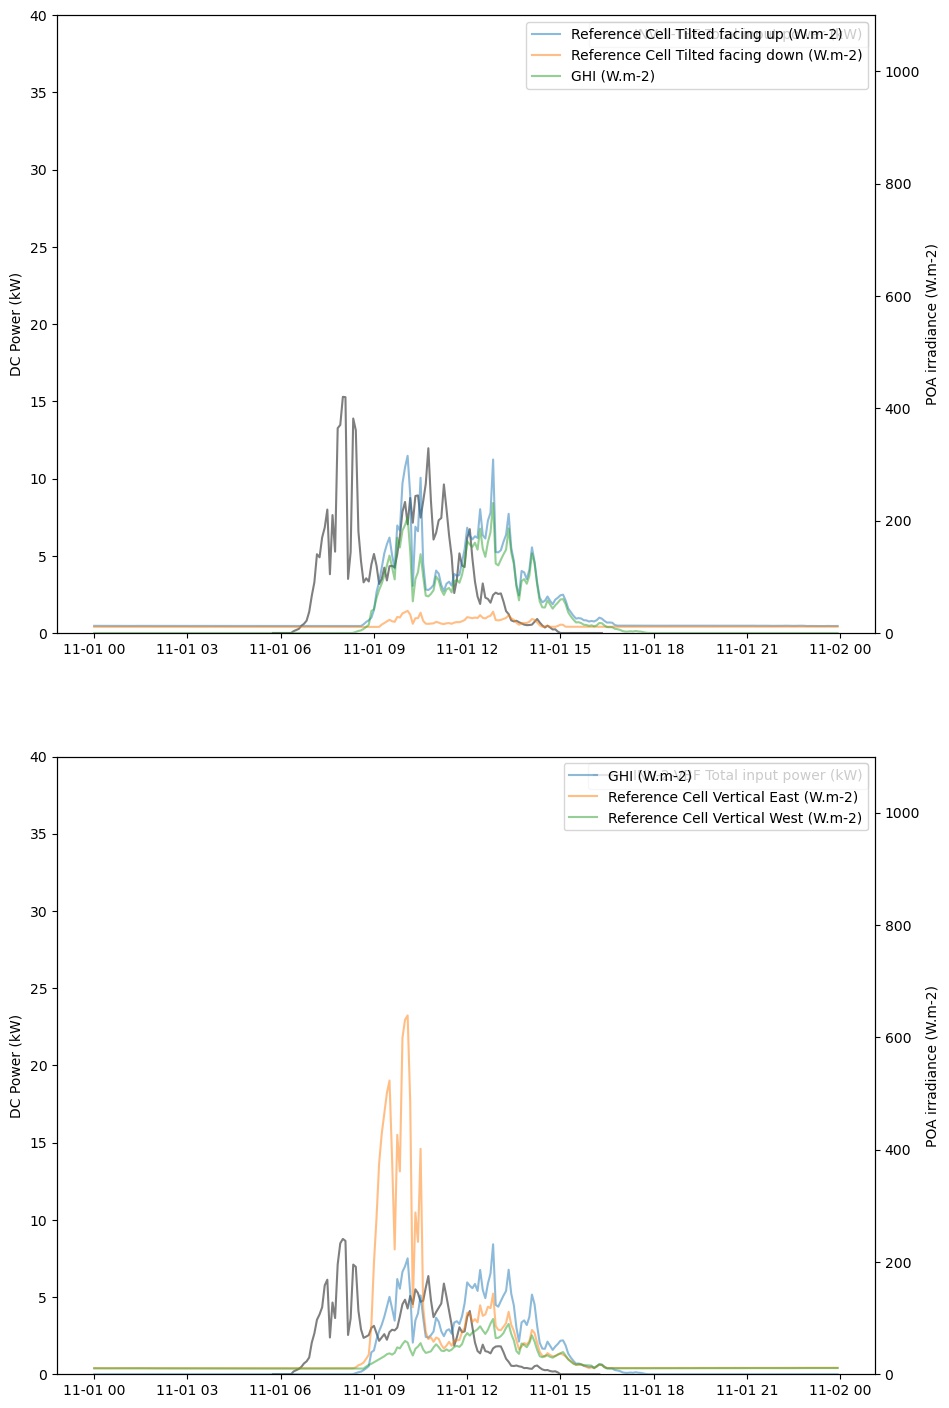 40
35
30
25
20
15
10
5
0
DC Power (kW)
Reference Cell Tilted facing up (W.m-2)
Reference Cell Tilted facing down (W.m-2)
GHI (W.m-2)
1000
800
600
400
200
0
POA irradiance (W.m-2)
11-01 00 11-01 03 11-01 06 11-01 09 11-01 12 11-01 15 11-01 18 11-01 21 11-02 00
40
35
30
25
20
15
10
5
0
DC Power (kW)
Total input power (kW)
GHI (W.m-2)
Reference Cell Vertical East (W.m-2)
Reference Cell Vertical West (W.m-2)
1000
800
600
400
200
0
POA irradiance (W.m-2)
11-01 00 11-01 03 11-01 06 11-01 09 11-01 12 11-01 15 11-01 18 11-01 21 11-02 00